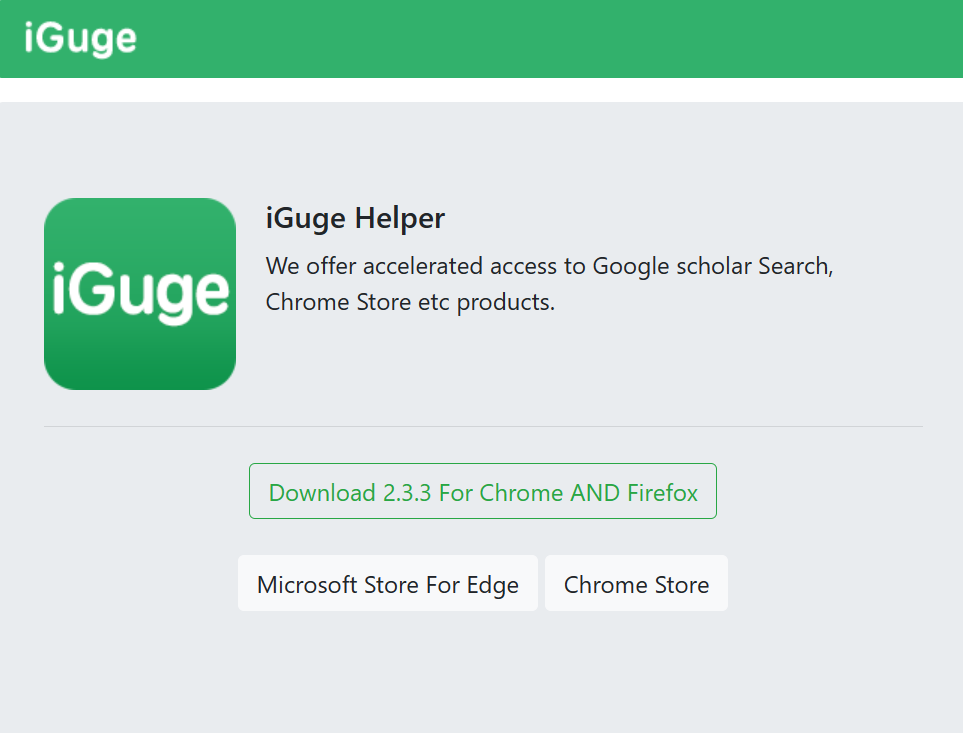 iGuge
iGuge
iGuge Helper
We offer accelerated access to Google scholar Search,
Chrome Store etc products.
Download 2.3.3 For Chrome AND Firefox
Microsoft Store For Edge
Chrome Store